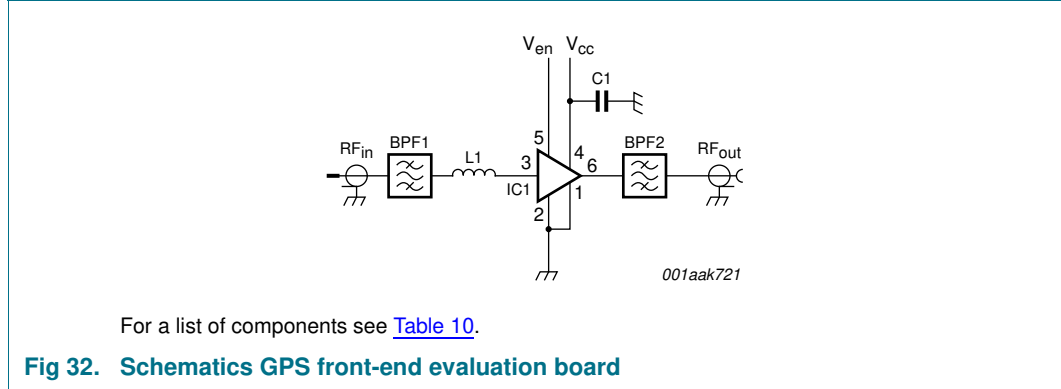 Ven Vcc
C1
5
RFin BPF1 L1 3 4 6 BPF2 RFout
IC1 1
2
001aak721
For a list of components see Table 10.
Fig 32. Schematics GPS front-end evaluation board